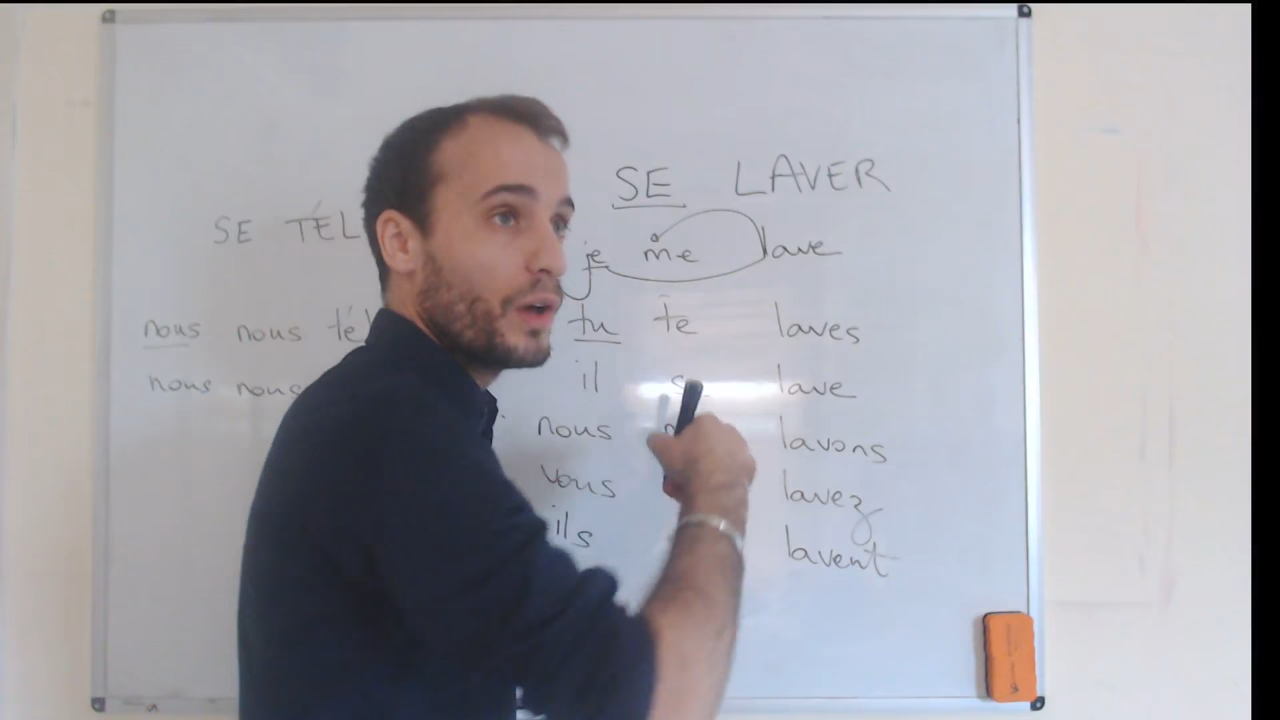 SE LAVER
SE TÉL
je me lave
nous nous tél
tu te laves
nous nous
il lave
nous lavons
vous lavez
ils lavent